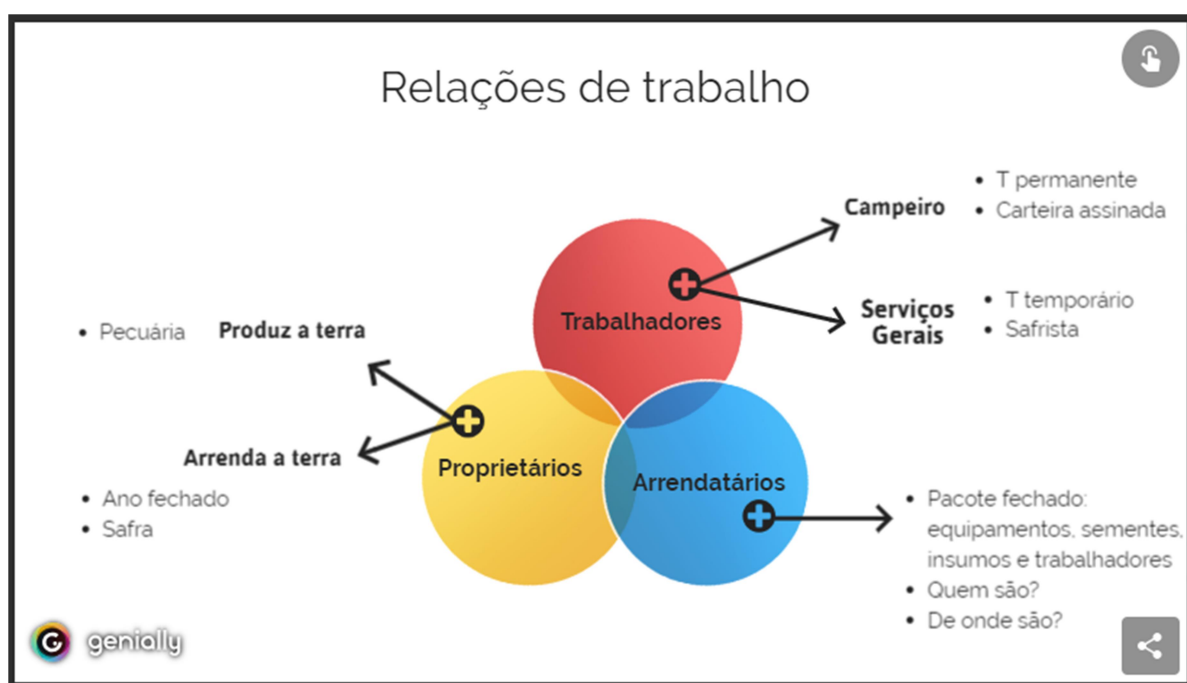 Relações de trabalho
Campeiro
• T permanente
• Carteira assinada
Trabalhadores
Serviços
Gerais
• T temporário
• Safrista
• Pecuária
Produz a terra
Arrenda a terra
• Ano fechado
• Safra
Proprietários
Arrendatários
• Pacote fechado:
equipamentos, sementes,
insumos e trabalhadores
• Quem são?
• De onde são?
genially